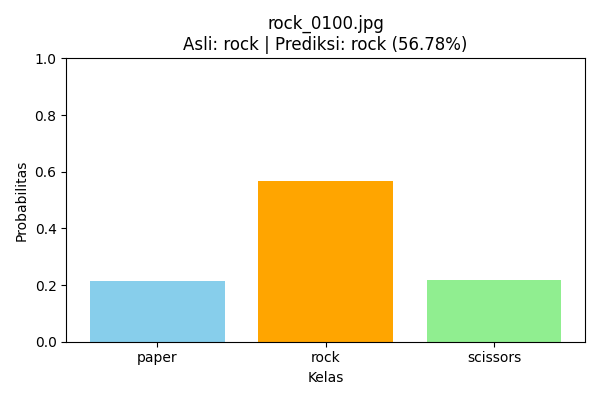 rock_0100.jpg
Asli: rock | Prediksi: rock (56.78%)
1.0
0.8
0.6
0.4
0.2
0.0
Probabilitas
paper
rock
scissors
Kelas